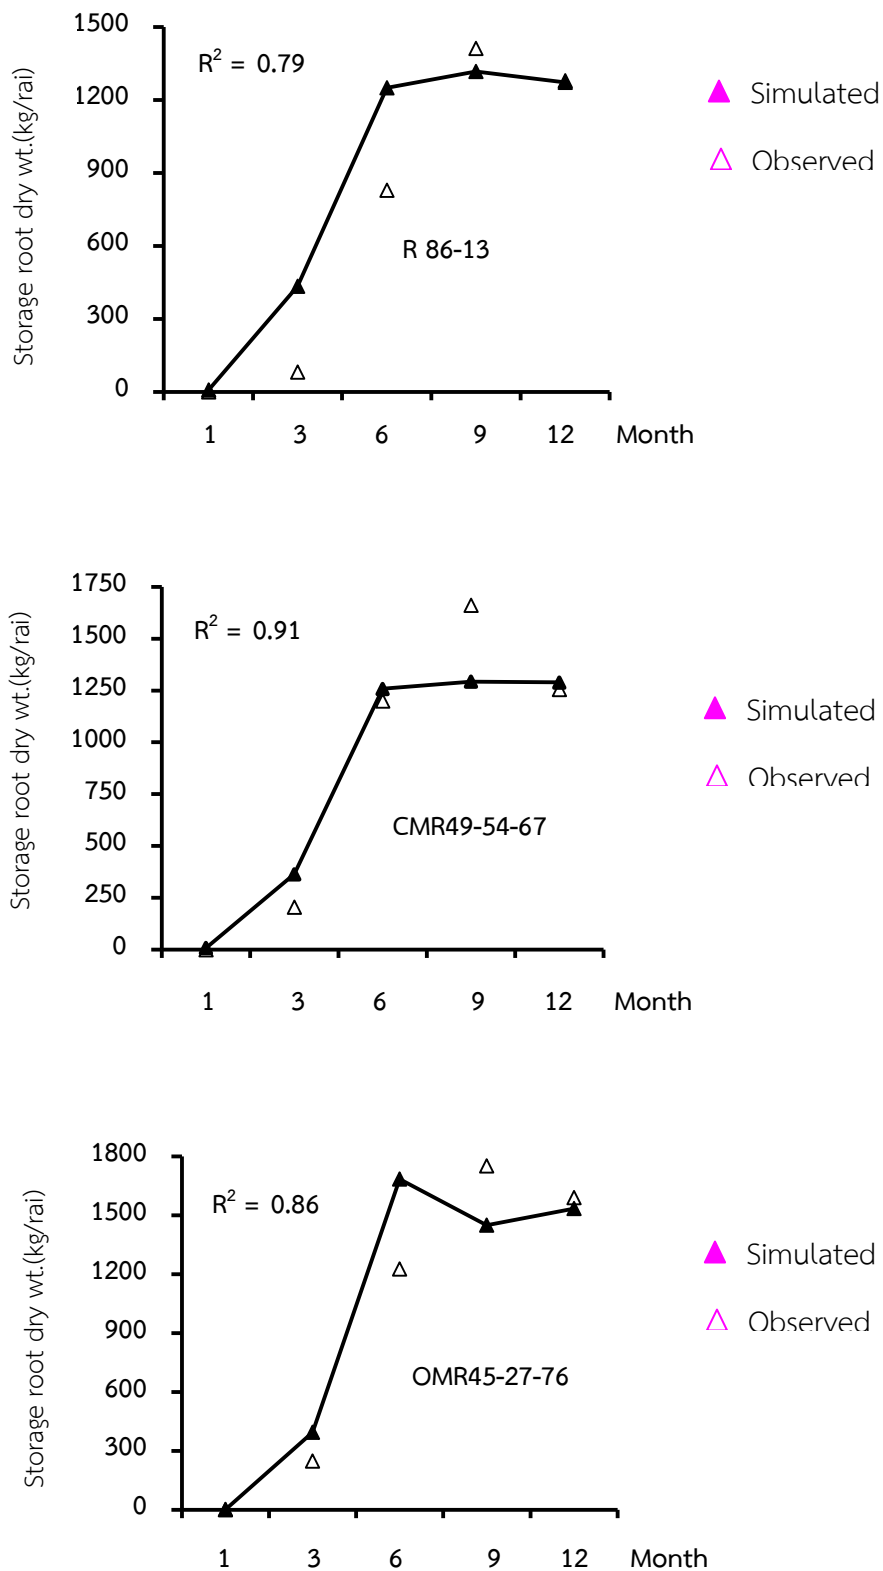 1500
1200
900
600
300
0
Storage root dry wt.(kg/rai)
R² = 0.79
R 86-13
1 3 6 9 12 Month
Simulated
Observed
1750
1500
1250
1000
750
500
250
0
Storage root dry wt.(kg/rai)
R² = 0.91
CMR49-54-67
1 3 6 9 12 Month
Simulated
Observed
1800
1500
1200
900
600
300
0
Storage root dry wt.(kg/rai)
R² = 0.86
OMR45-27-76
1 3 6 9 12 Month
Simulated
Observed